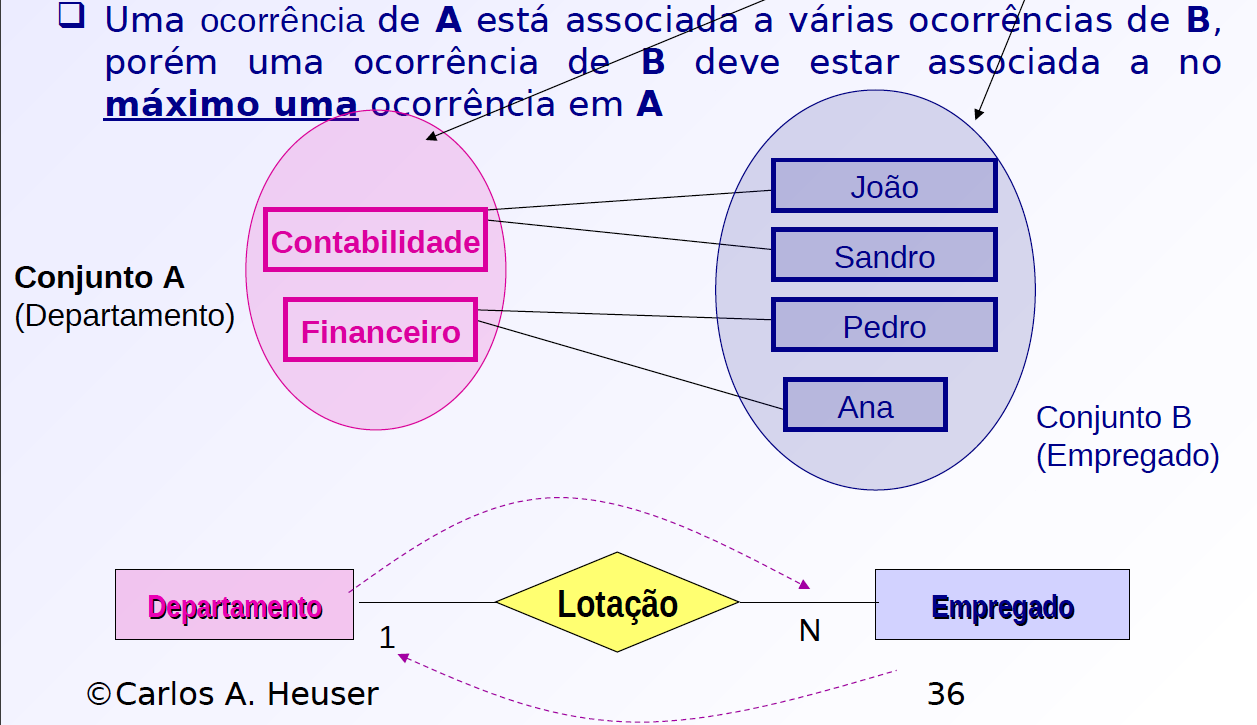 ❑ Uma ocorrência de A está associada a várias ocorrências de B,
porém uma ocorrência de B deve estar associada a no
máximo uma ocorrência em A
Contabilidade
Financeiro
Conjunto A
(Departamento)
João
Sandro
Pedro
Ana
Conjunto B
(Empregado)
Departamento
1
Lotação
N
Empregado
©Carlos A. Heuser
36